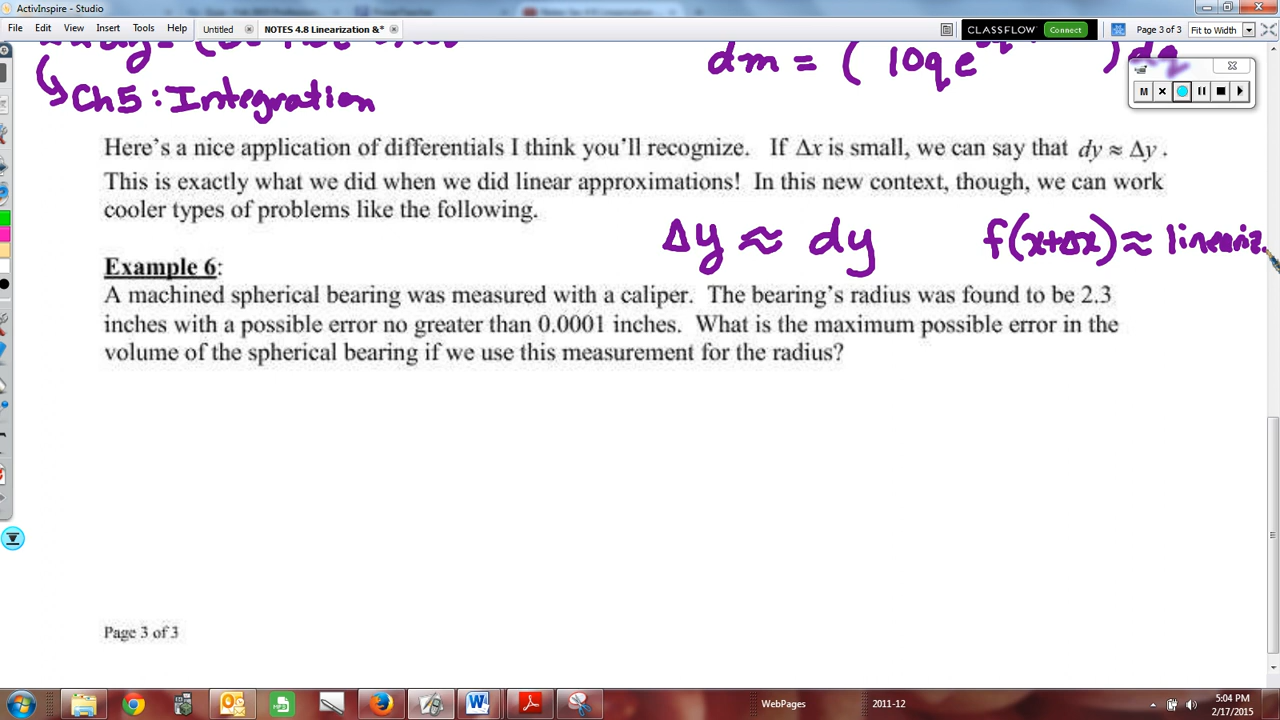 ActivInspire - Studio
File Edit View Insert Tools Help Untitled NOTES 4.8 Linearization &* CLASSFLOW Connect 3 of 3 Fit to Width
dm = ( 10q e ) dq
Ch5: Integration
M
Here's a nice application of differentials I think you'll recognize. If Δx is small, we can say that dy ≈ Δy .
This is exactly what we did when we did linear approximations! In this new context, though, we can work
cooler types of problems like the following.
Δy ≈ dy f(x+Δx) ≈ lineariz
Example 6:
A machined spherical bearing was measured with a caliper. The bearing's radius was found to be 2.3
inches with a possible error no greater than 0.0001 inches. What is the maximum possible error in the
volume of the spherical bearing if we use this measurement for the radius?
Page 3 of 3
WebPages 2011-12 5:04 PM
2/17/2015